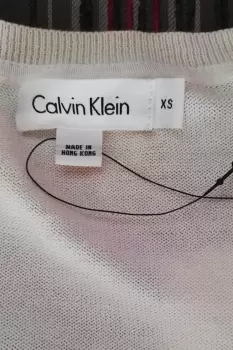 Calvin Klein
XS
MADE IN
HONG KONG